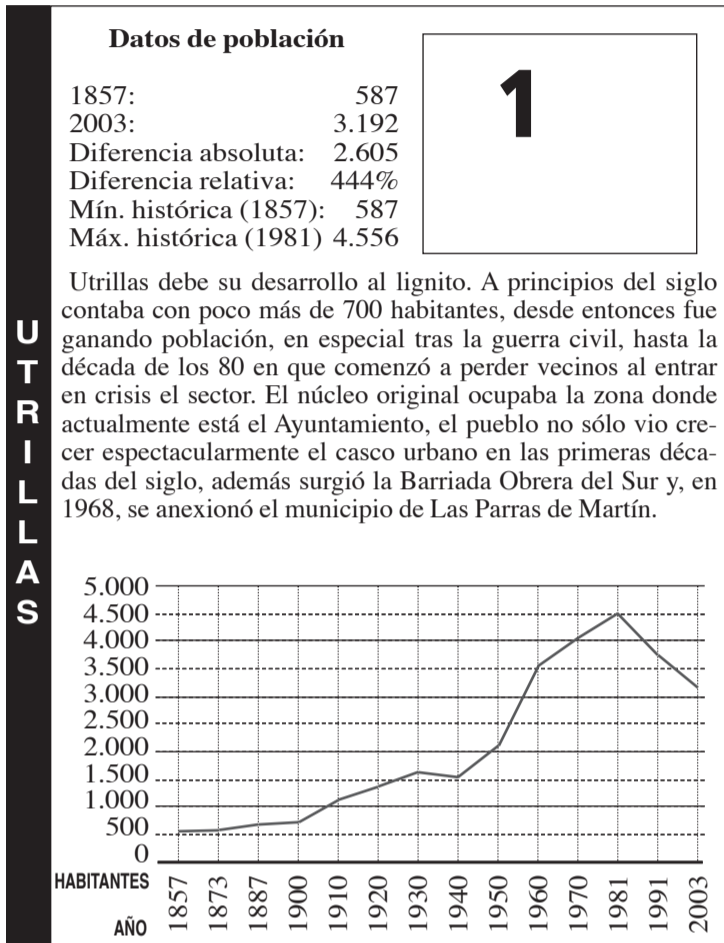 UTRILLAS
Datos de población
1857: 587
2003: 3.192
Diferencia absoluta: 2.605
Diferencia relativa: 444%
Mín. histórica (1857): 587
Máx. histórica (1981) 4.556
1
Utrillas debe su desarrollo al lignito. A principios del siglo
contaba con poco más de 700 habitantes, desde entonces fue
ganando población, en especial tras la guerra civil, hasta la
década de los 80 en que comenzó a perder vecinos al entrar
en crisis el sector. El núcleo original ocupaba la zona donde
actualmente está el Ayuntamiento, el pueblo no sólo vio cre-
cer espectacularmente el casco urbano en las primeras déca-
das del siglo, además surgió la Barriada Obrera del Sur y, en
1968, se anexionó el municipio de Las Parras de Martín.
5.000
4.500
4.000
3.500
3.000
2.500
2.000
1.500
1.000
500
0
HABITANTES
AÑO
1857
1873
1887
1900
1910
1920
1930
1940
1950
1960
1970
1981
1991
2003